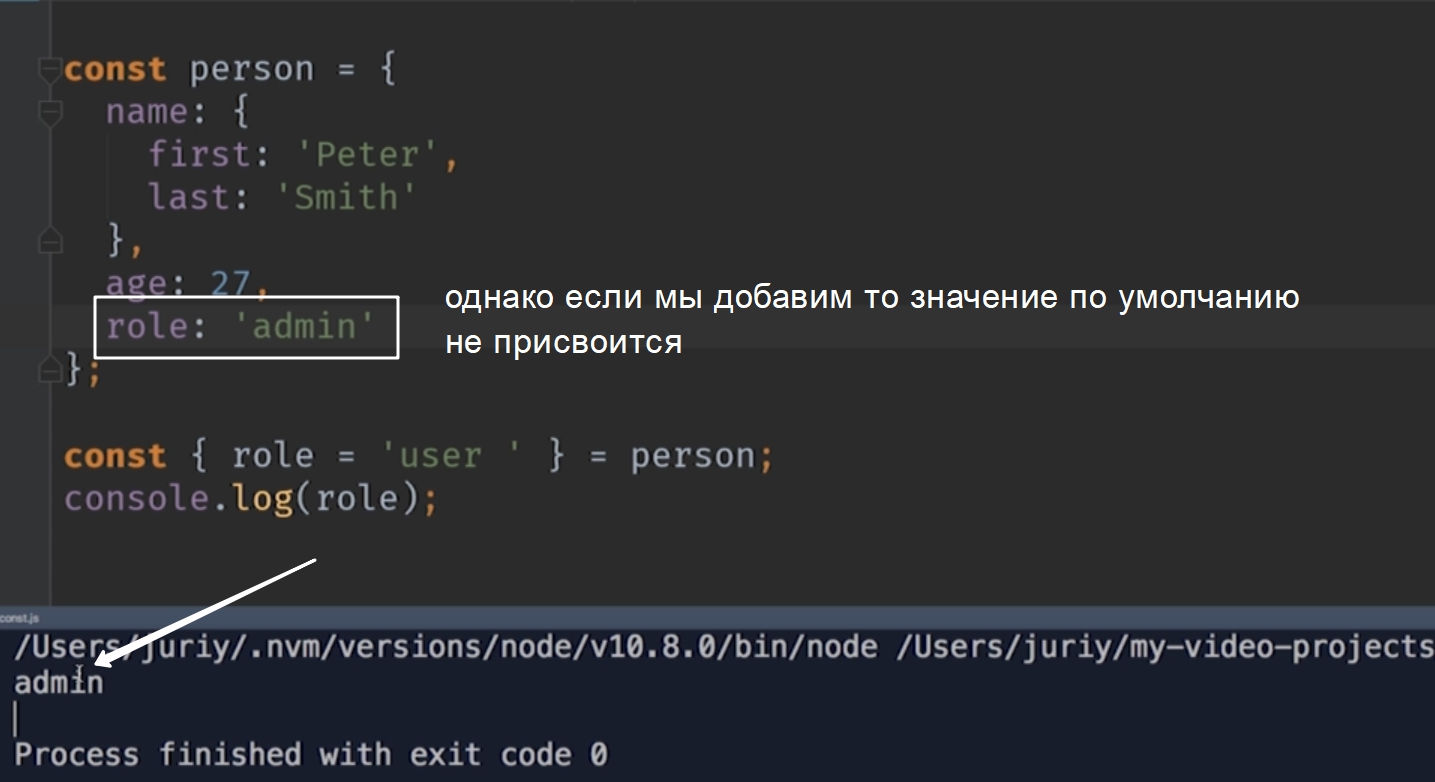 const person = {
name: {
first: 'Peter',
last: 'Smith'
},
age: 27,
role: 'admin'
однако если мы добавим то значение по умолчанию
не присвоится
};
const { role = 'user ' } = person;
console.log(role);
const.js
/Users/juriy/.nvm/versions/node/v10.8.0/bin/node /Users/juriy/my-video-projects
admin
Process finished with exit code 0